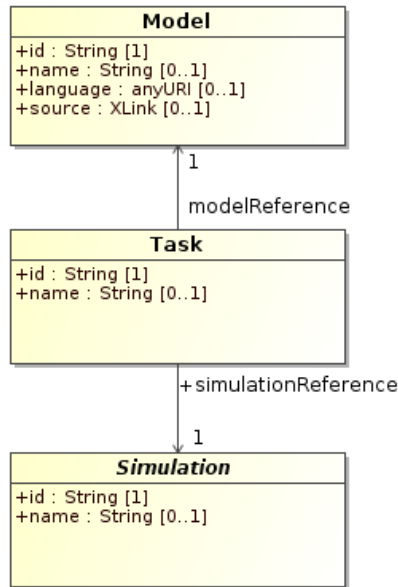 Model
+id : String [1]
+name : String [0..1]
+language : anyURI [0..1]
+source : XLink [0..1]
1
modelReference
Task
+id : String [1]
+name : String [0..1]
+simulationReference
1
Simulation
+id : String [1]
+name : String [0..1]